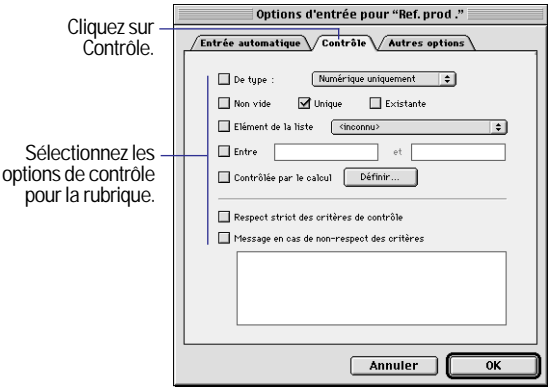 Options d'entrée pour “Ref. prod .”
Cliquez sur
Contrôle.
Entrée automatique Contrôle Autres options
De type : Numérique uniquement
Non vide Unique Existante
Elément de la liste <inconnu>
Entre et
Sélectionnez les
options de contrôle
pour la rubrique.
Contrôlée par le calcul Définir...
Respect strict des critères de contrôle
Message en cas de non-respect des critères
Annuler OK